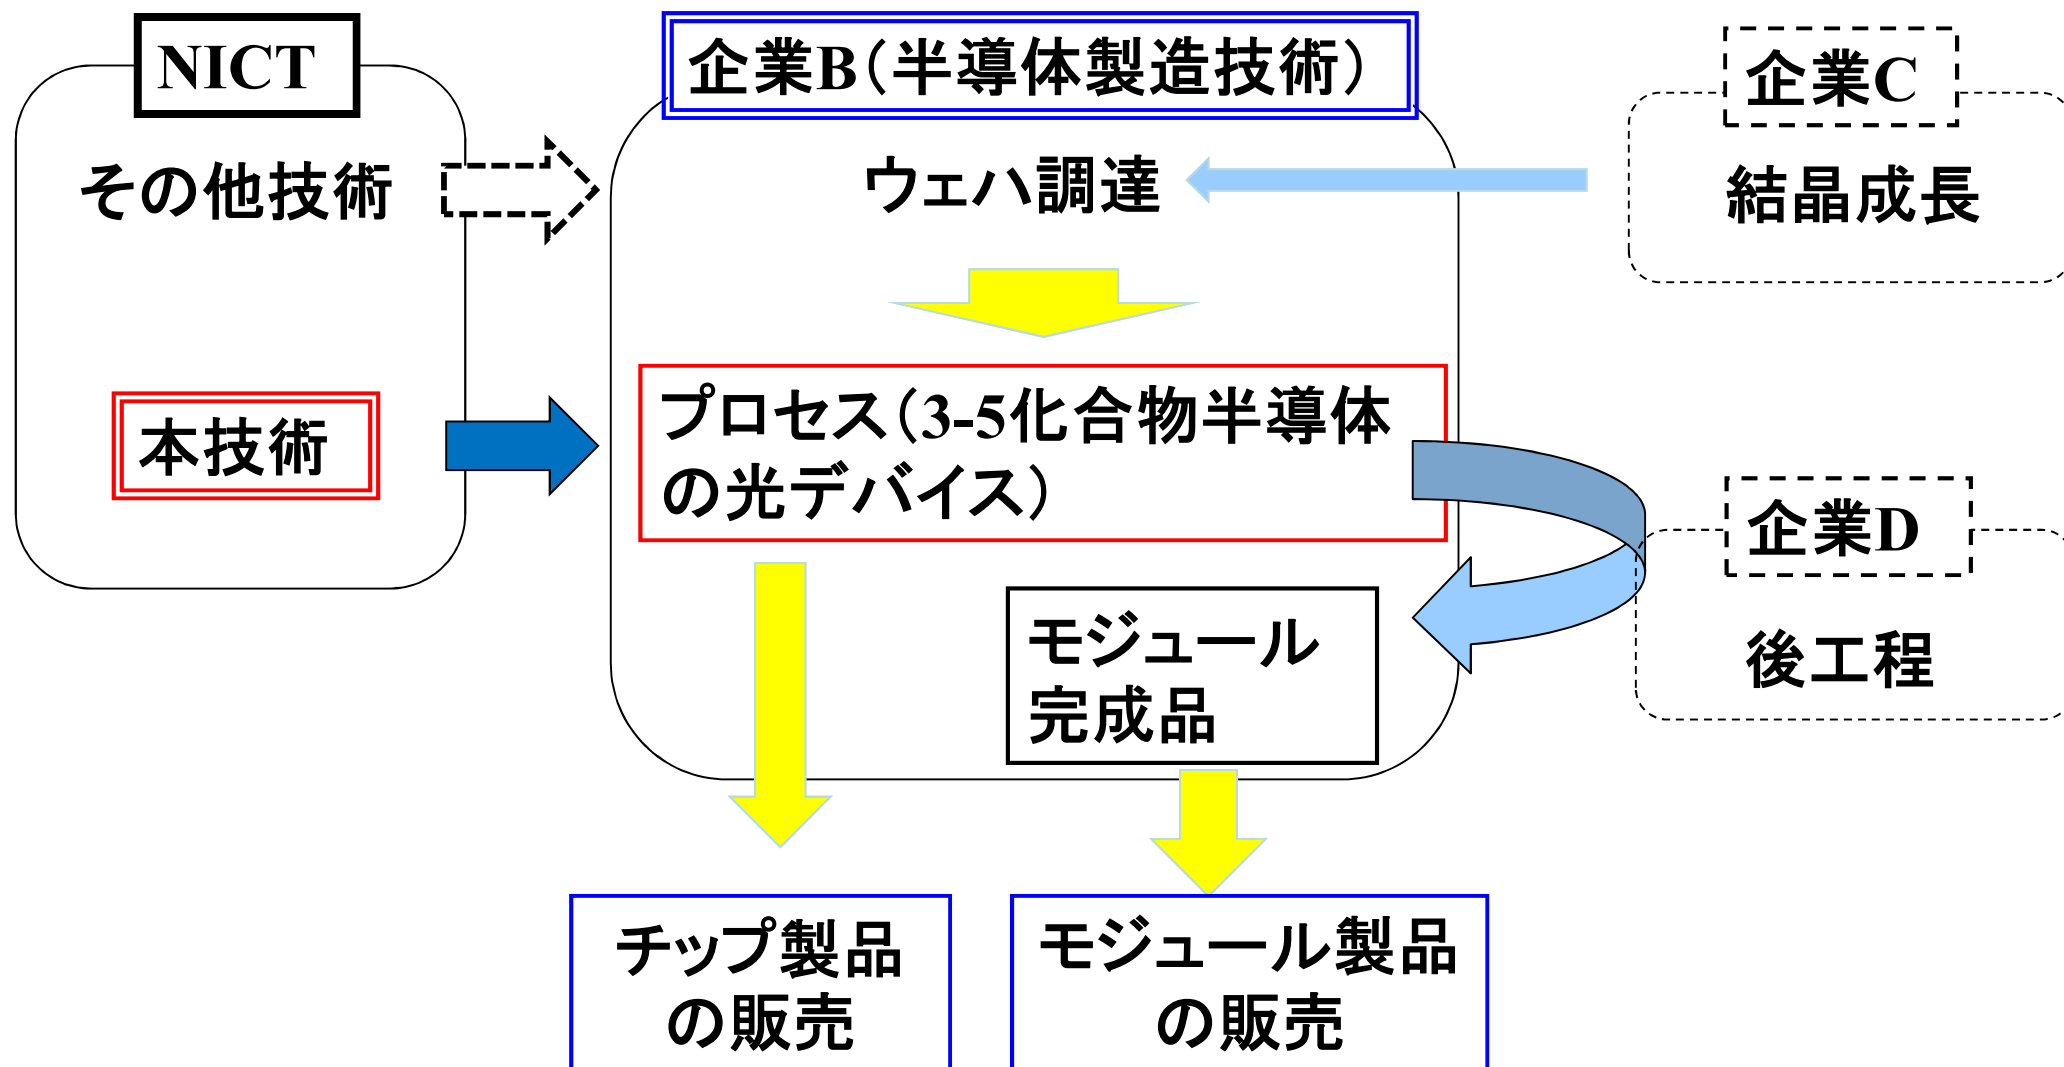 NICT
その他技術
本技術
企業B（半導体製造技術）
ウェハ調達
プロセス（3-5化合物半導体
の光デバイス）
モジュール
完成品
企業C
結晶成長
企業D
後工程
チップ製品
の販売
モジュール製品
の販売